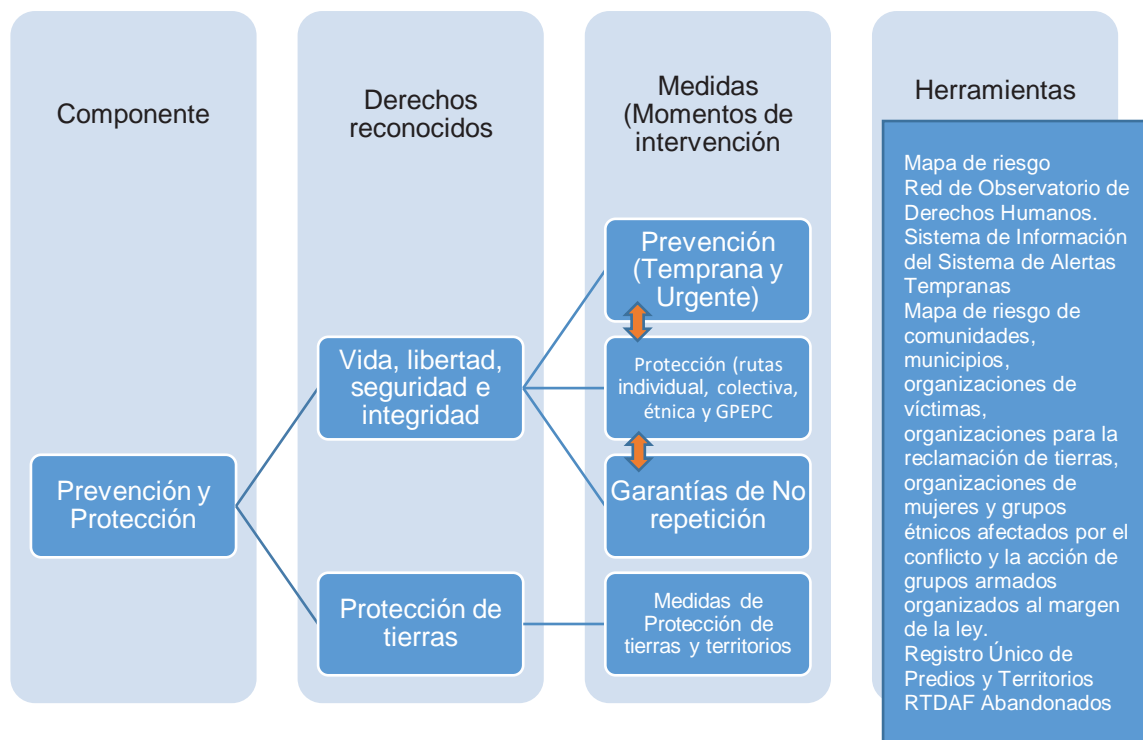 Componente
Derechos
reconocidos
Medidas
(Momentos de
intervención
Herramientas
Prevención y
Protección
Vida, libertad,
seguridad e
integridad
Protección de
tierras
Prevención
(Temprana y
Urgente)
Protección (rutas
individual, colectiva,
étnica y GPEPC
Garantías de No
repetición
Medidas de
Protección de
tierras y territorios
Mapa de riesgo
Red de Observatorio de
Derechos Humanos.
Sistema de Información
del Sistema de Alertas
Tempranas
Mapa de riesgo de
comunidades,
municipios,
organizaciones de
víctimas,
organizaciones para la
reclamación de tierras,
organizaciones de
mujeres y grupos
étnicos afectados por el
conflicto y la acción de
grupos armados
organizados al margen
de la ley.
Registro Único de
Predios y Territorios
RTDAF Abandonados